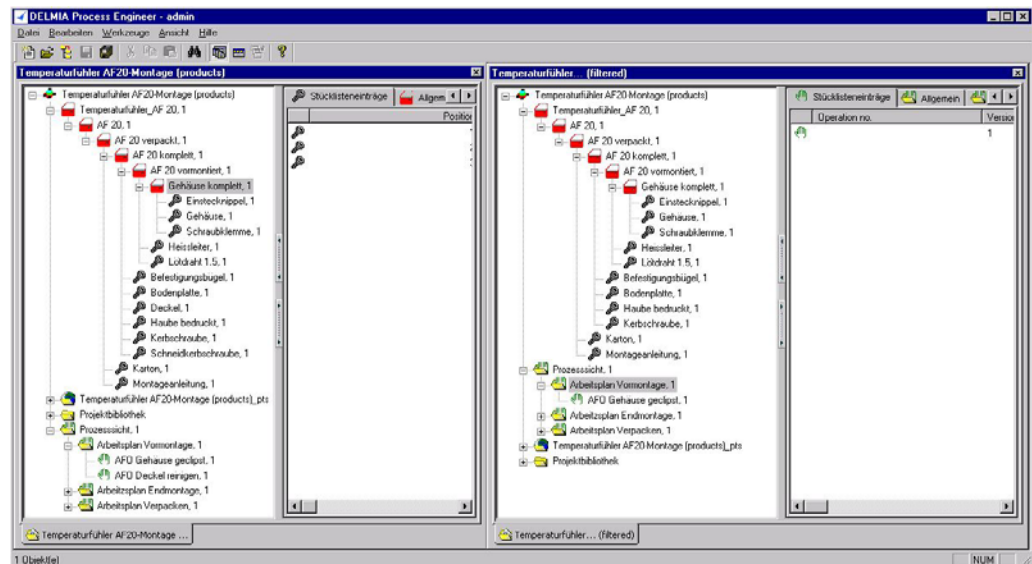 DELMIA Process Engineer - admin
Datei Bearbeiten Werkzeuge Ansicht Hilfe
Temperaturfühler AF20-Montage (products)
Temperaturfühler AF20-Montage (products)
Temperaturfühler_AF 20, 1
AF 20, 1
AF 20 verpackt, 1
AF 20 komplett, 1
AF 20 vormontiert, 1
Gehäuse komplett, 1
Einstecknippel, 1
Gehäuse, 1
Schraubklemme, 1
Heissleiter, 1
Lötdraht 1.5, 1
Befestigungsbügel, 1
Bodenplatte, 1
Deckel, 1
Haube bedruckt, 1
Kerbschraube, 1
Schneidkerbschraube, 1
Karton, 1
Montageanleitung, 1
Temperaturfühler AF20-Montage (products)_pts
Projektbibliothek
Prozesssicht, 1
Arbeitsplan Vormontage, 1
AFO Gehäuse geclipst, 1
AFO Deckel reinigen, 1
Arbeitsplan Endmontage, 1
Arbeitsplan Verpacken, 1
Stücklisteneinträge Allgem
Position
Temperaturfühler AF20-Montage ...
Temperaturfühler... (filtered)
Temperaturfühler AF20-Montage (products)
Temperaturfühler_AF 20, 1
AF 20, 1
AF 20 verpackt, 1
AF 20 komplett, 1
AF 20 vormontiert, 1
Gehäuse komplett, 1
Einstecknippel, 1
Gehäuse, 1
Schraubklemme, 1
Heissleiter, 1
Lötdraht 1.5, 1
Befestigungsbügel, 1
Bodenplatte, 1
Haube bedruckt, 1
Kerbschraube, 1
Karton, 1
Montageanleitung, 1
Prozesssicht, 1
Arbeitsplan Vormontage, 1
AFO Gehäuse geclipst, 1
Arbeitsplan Endmontage, 1
Arbeitsplan Verpacken, 1
Temperaturfühler AF20-Montage (products)_pts
Projektbibliothek
Stücklisteneinträge Allgemein
Operation no. Version
1
Temperaturfühler... (filtered)
1 Objekt(e)
NUM